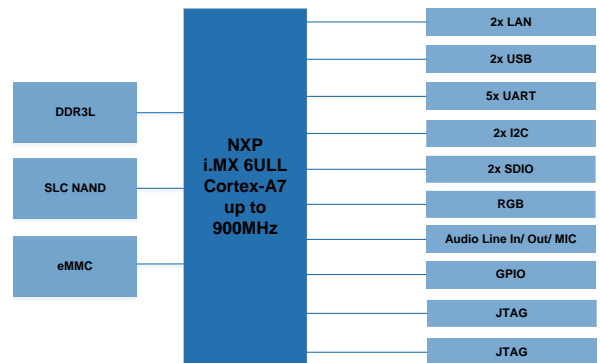 DDR3L
SLC NAND
eMMC
NXP
i.MX 6ULL
Cortex-A7
up to
900MHz
2x LAN
2x USB
5x UART
2x I2C
2x SDIO
RGB
Audio Line In/ Out/ MIC
GPIO
JTAG
JTAG